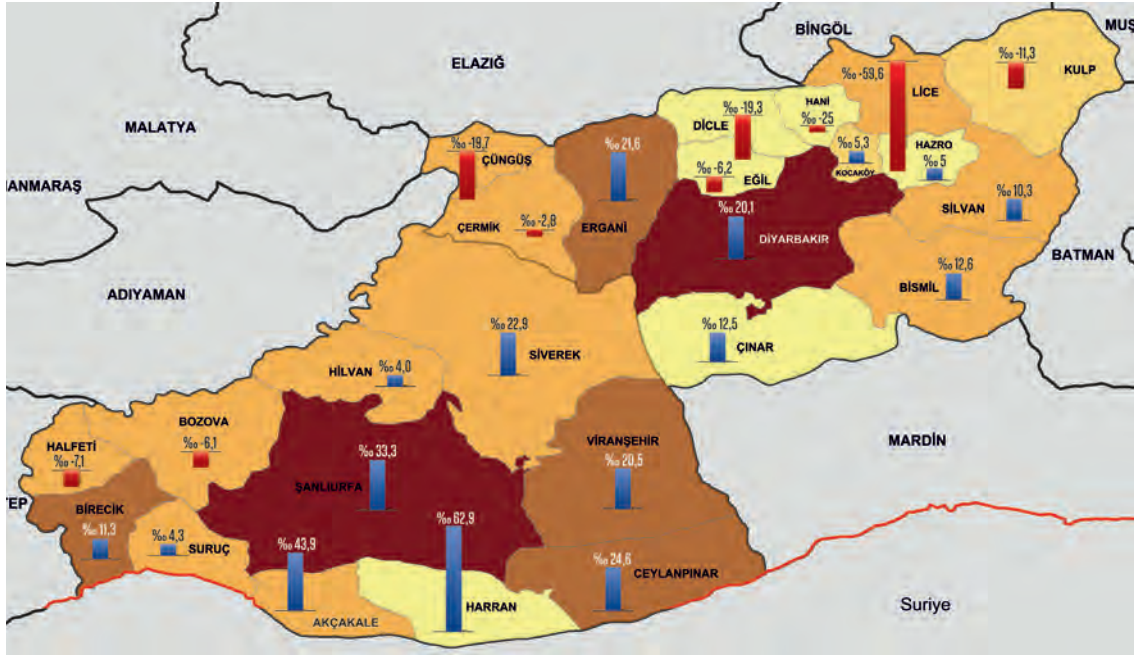 BİNGÖL
MUŞ
ELAZIĞ
‰ -11,3
KULP
‰ -59,6
LİCE
MALATYA
‰ -19,3
HANİ
‰ -25
DİCLE
‰ -19,7
ÇÜNGÜŞ
‰ 21,6
‰ 5,3
HAZRO
‰ 5
KOCAKÖY
‰ -6,2
EĞİL
ANMARAŞ
‰ 10,3
SİLVAN
ÇERMİK
‰ -2,8
ERGANİ
‰ 20,1
DİYARBAKIR
BATMAN
‰ 12,6
BİSMİL
ADIYAMAN
‰ 22,9
SİVEREK
‰ 12,5
ÇINAR
HİLVAN
‰ 4,0
BOZOVA
‰ -6,1
HALFETİ
‰ -7,1
VİRANŞEHİR
‰ 20,5
MARDİN
‰ 33,3
ŞANLIURFA
TEP
BİRECİK
‰ 11,3
‰ 4,3
SURUÇ
‰ 62,9
‰ 43,9
‰ 24,6
CEYLANPINAR
HARRAN
AKÇAKALE
Suriye